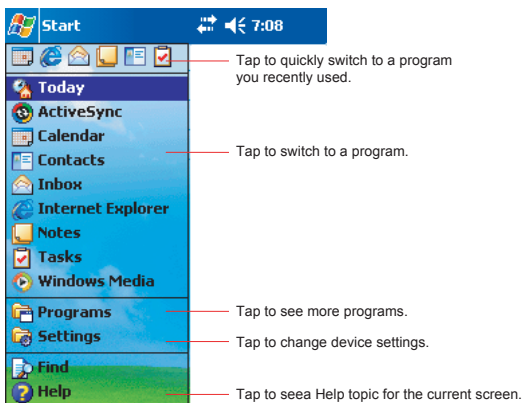 Start 7:08
Tap to quickly switch to a program
you recently used.
Today
ActiveSync
Calendar
Contacts
Tap to switch to a program.
Inbox
Internet Explorer
Notes
Tasks
Windows Media
Programs
Tap to see more programs.
Settings
Tap to change device settings.
Find
Help
Tap to seea Help topic for the current screen.